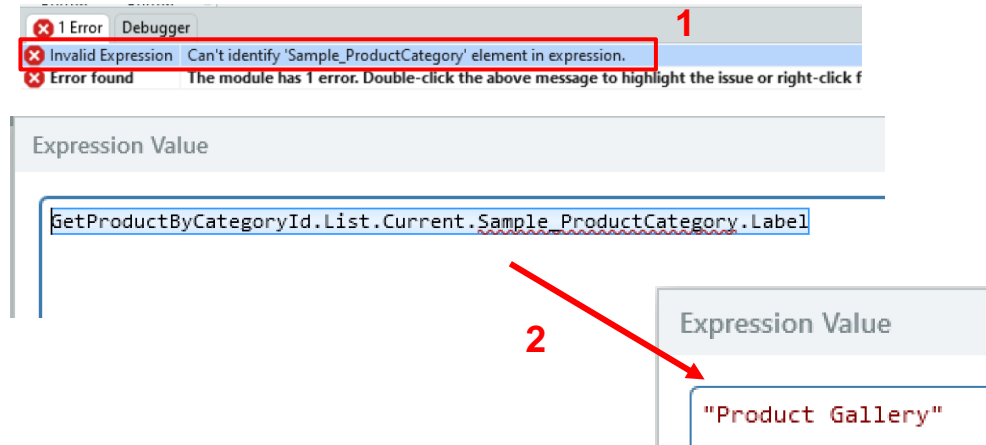 1 Error Debugger
1
Invalid Expression Can't identify 'Sample_ProductCategory' element in expression.
Error found The module has 1 error. Double-click the above message to highlight the issue or right-click f
Expression Value
GetProductByCategoryId.List.Current.Sample_ProductCategory.Label
2
Expression Value
"Product Gallery"